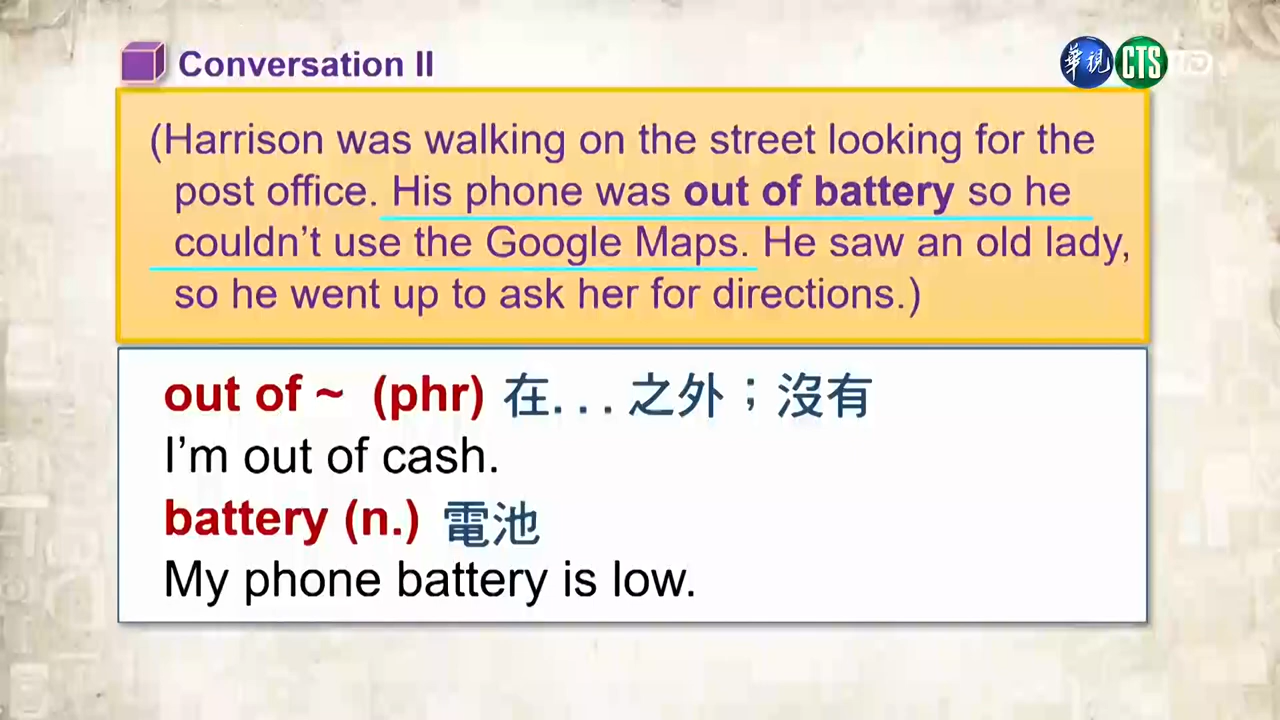 Conversation II
華視 CTS HD
(Harrison was walking on the street looking for the
post office. His phone was out of battery so he
couldn't use the Google Maps. He saw an old lady,
so he went up to ask her for directions.)
out of ~ (phr) 在...之外；沒有
I'm out of cash.
battery (n.) 電池
My phone battery is low.